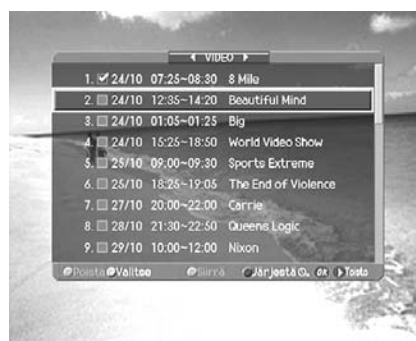 VIDEO
1. 24/10 07:25~08:30 8 Mile
2. 24/10 12:35~14:20 Beautiful Mind
3. 24/10 01:05~01:25 Big
4. 24/10 15:25~18:50 World Video Show
5. 25/10 09:00~09:30 Sports Extreme
6. 25/10 18:25~19:05 The End of Violence
7. 27/10 20:00~22:00 Carrie
8. 28/10 21:30~22:50 Queens Logic
9. 29/10 10:00~12:00 Nixon
Poista Valitse Siirrä Järjestä OK Toisto